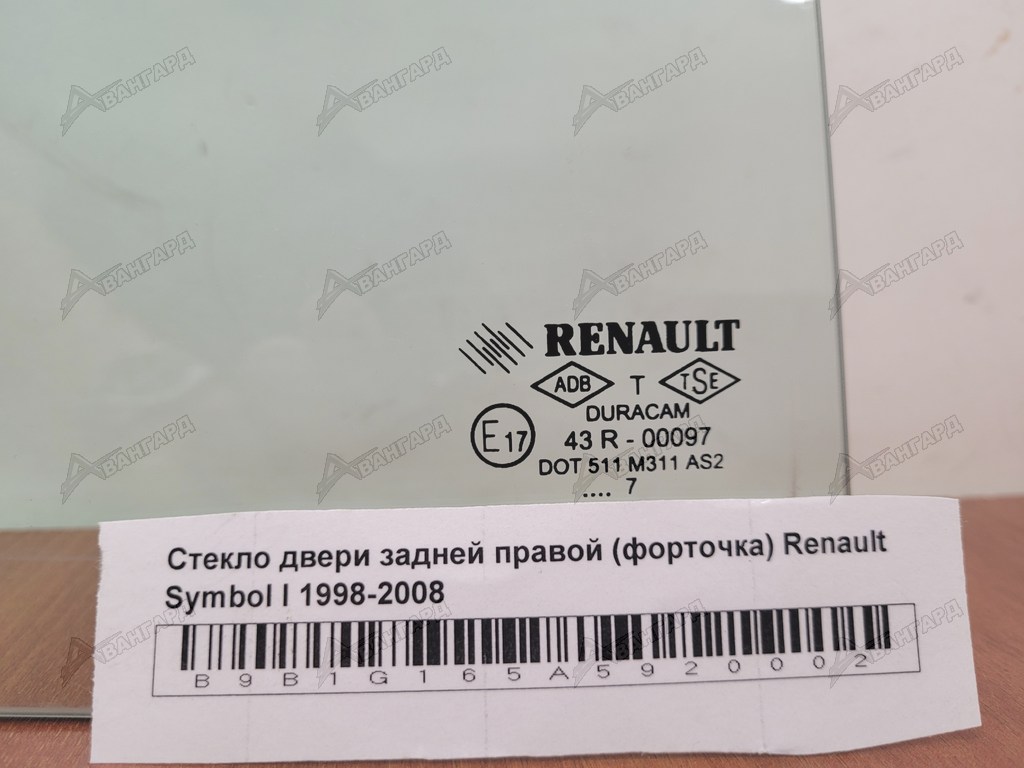 RENAULT
ADB T TSE
DURACAM
E17 43 R - 00097
DOT 511 M311 AS2
.... 7
Стекло двери задней правой (форточка) Renault
Symbol I 1998-2008
B9B1G165A5920002
АВАНГАРД